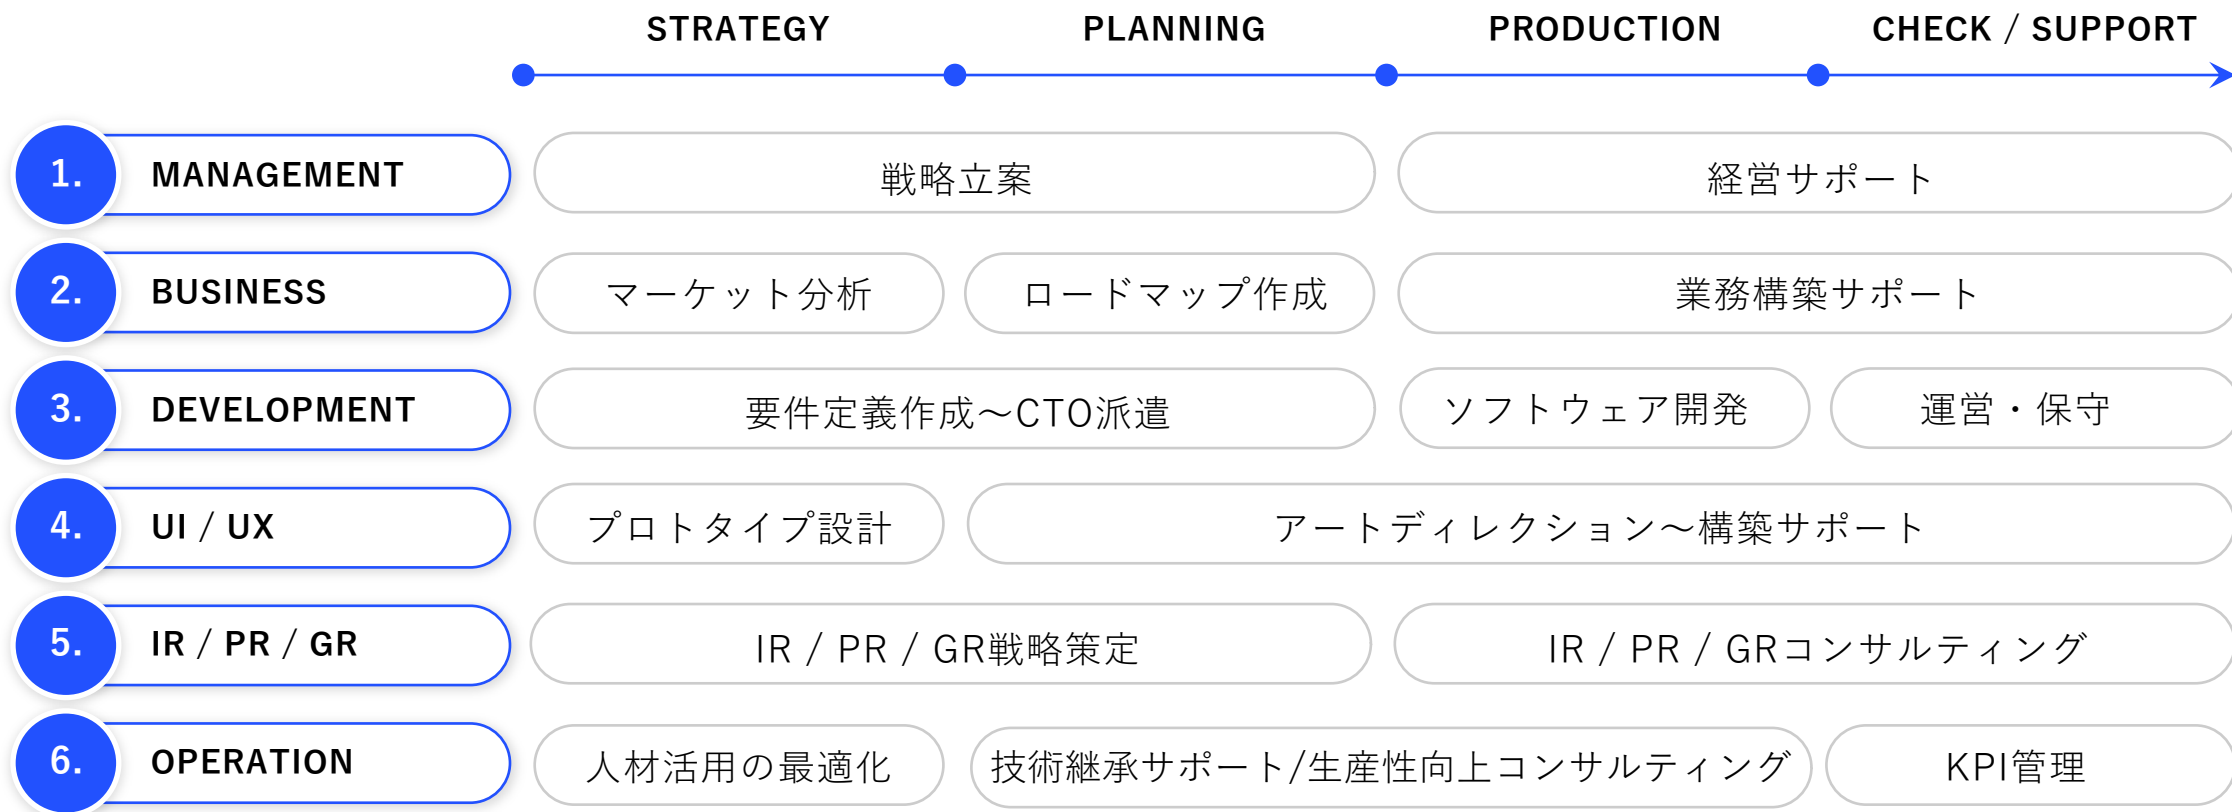 STRATEGY PLANNING PRODUCTION CHECK / SUPPORT
1. MANAGEMENT 戦略立案 経営サポート
2. BUSINESS マーケット分析 ロードマップ作成 業務構築サポート
3. DEVELOPMENT 要件定義作成〜CTO派遣 ソフトウェア開発 運営・保守
4. UI / UX プロトタイプ設計 アートディレクション〜構築サポート
5. IR / PR / GR IR / PR / GR戦略策定 IR / PR / GRコンサルティング
6. OPERATION 人材活用の最適化 技術継承サポート/生産性向上コンサルティング KPI管理